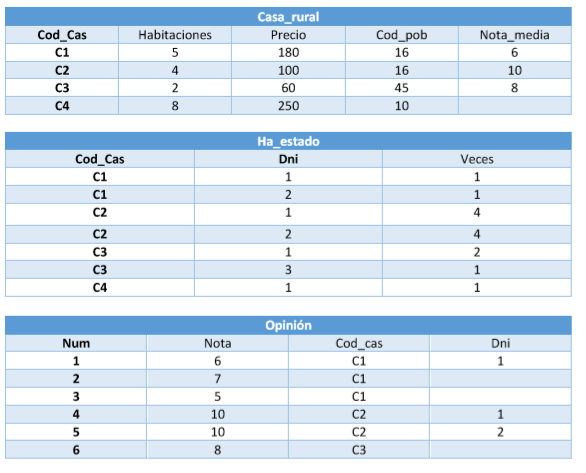 Casa_rural
Cod_Cas Habitaciones Precio Cod_pob Nota_media
C1 5 180 16 6
C2 4 100 16 10
C3 2 60 45 8
C4 8 250 10
Ha_estado
Cod_Cas Dni Veces
C1 1 1
C1 2 1
C2 1 4
C2 2 4
C3 1 2
C3 3 1
C4 1 1
Opinión
Num Nota Cod_cas Dni
1 6 C1 1
2 7 C1
3 5 C1
4 10 C2 1
5 10 C2 2
6 8 C3